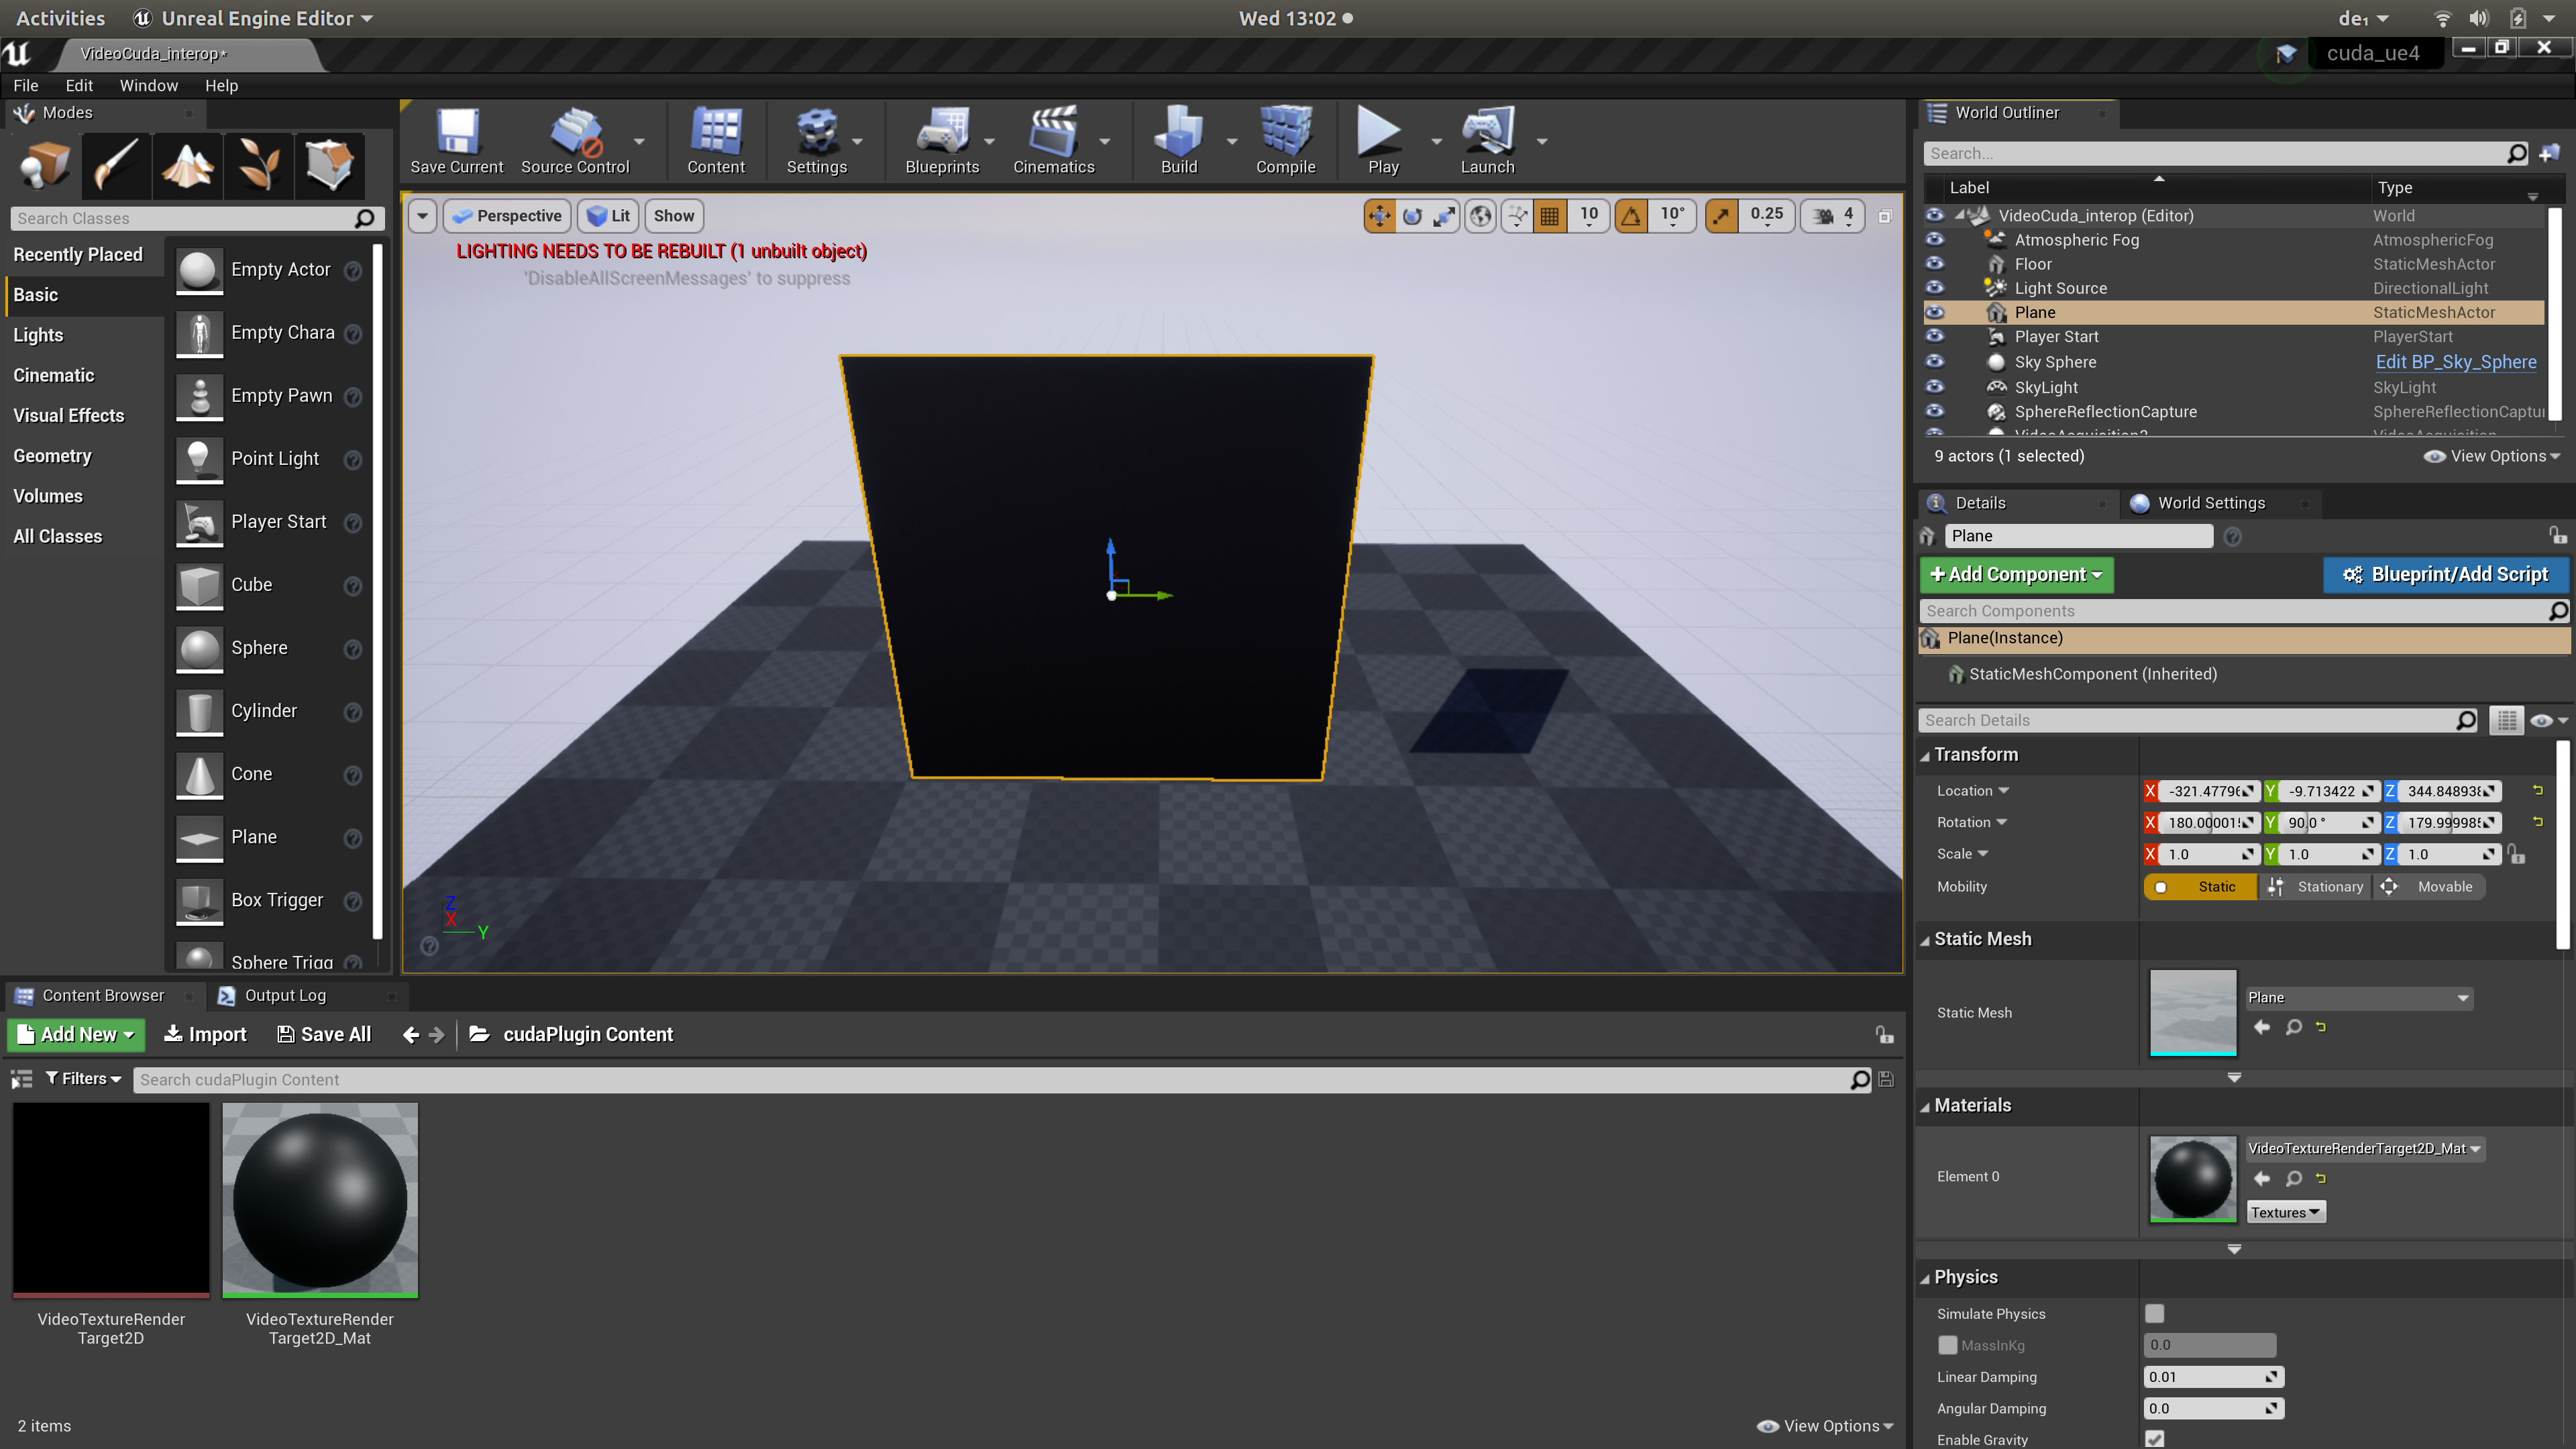 Activities
Unreal Engine Editor
Wed 13:02
de₁
VideoCuda_interop*
cuda_ue4
File Edit Window Help
Modes
Search Classes
Recently Placed
Basic
Lights
Cinematic
Visual Effects
Geometry
Volumes
All Classes
Empty Actor
Empty Chara
Empty Pawn
Point Light
Player Start
Cube
Sphere
Cylinder
Cone
Plane
Box Trigger
Sphere Trigg
Save Current
Source Control
Content
Settings
Blueprints
Cinematics
Build
Compile
Play
Launch
Perspective
Lit
Show
10
10°
0.25
4
LIGHTING NEEDS TO BE REBUILT (1 unbuilt object)
'DisableAllScreenMessages' to suppress
Z
X
Y
World Outliner
Search...
Label Type
VideoCuda_interop (Editor) World
Atmospheric Fog AtmosphericFog
Floor StaticMeshActor
Light Source DirectionalLight
Plane StaticMeshActor
Player Start PlayerStart
Sky Sphere Edit BP_Sky_Sphere
SkyLight SkyLight
SphereReflectionCapture SphereReflectionCaptu
9 actors (1 selected)
View Options
Details
World Settings
Plane
Add Component
Blueprint/Add Script
Search Components
Plane(Instance)
StaticMeshComponent (Inherited)
Search Details
Transform
Location X -321.4779 Y -9.713422 Z 344.84893
Rotation X 180.00001 Y 90.0 ° Z 179.99998
Scale X 1.0 Y 1.0 Z 1.0
Mobility Static Stationary Movable
Static Mesh
Static Mesh
Plane
Materials
Element 0
VideoTextureRenderTarget2D_Mat
Textures
Physics
Simulate Physics
MassInKg 0.0
Linear Damping 0.01
Angular Damping 0.0
Enable Gravity
Content Browser
Output Log
Add New
Import
Save All
cudaPlugin Content
Filters
Search cudaPlugin Content
VideoTextureRender
Target2D
VideoTextureRender
Target2D_Mat
2 items
View Options